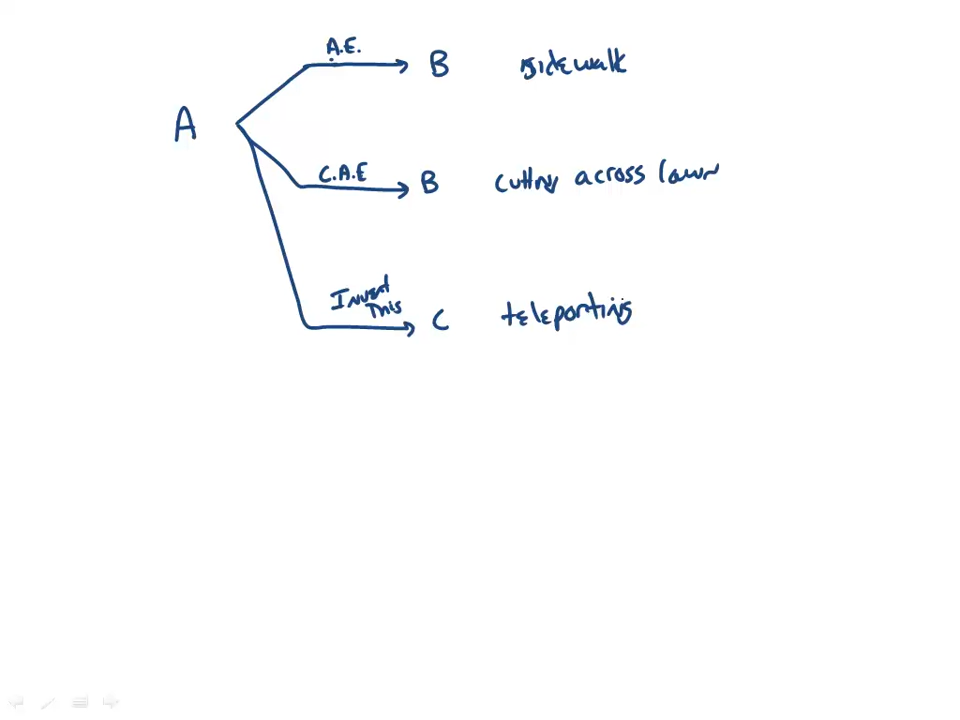 A.E.
B sidewalk
A
C.A.E
B cutting across lawn
Invent
This
C teleporting